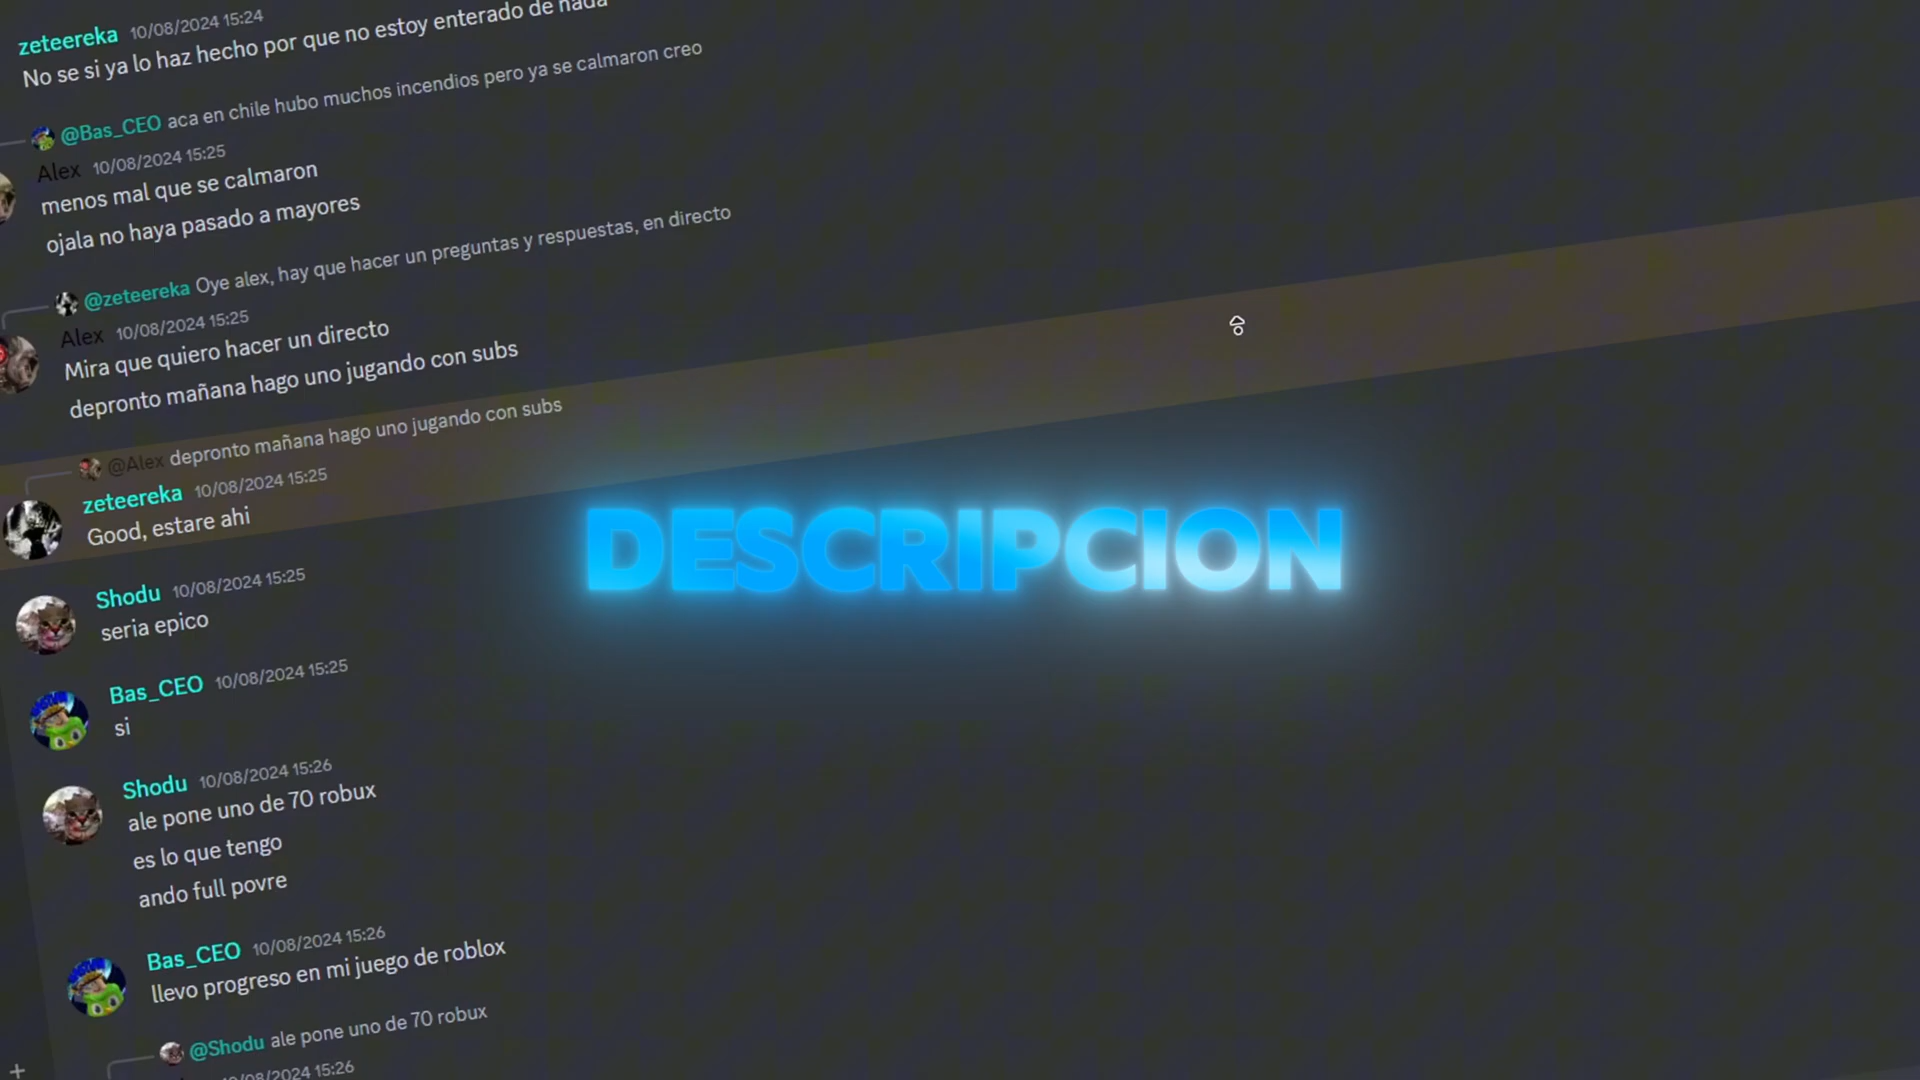 zeteereka 10/08/2024 15:24
No se si ya lo haz hecho por que no estoy enterado de nada
@Bas_CEO aca en chile hubo muchos incendios pero ya se calmaron creo
Alex 10/08/2024 15:25
menos mal que se calmaron
ojala no haya pasado a mayores
@zeteereka Oye alex, hay que hacer un preguntas y respuestas, en directo
Alex 10/08/2024 15:25
Mira que quiero hacer un directo
depronto mañana hago uno jugando con subs
@Alex depronto mañana hago uno jugando con subs
zeteereka 10/08/2024 15:25
Good, estare ahi
DESCRIPCION
Shodu 10/08/2024 15:25
seria epico
Bas_CEO 10/08/2024 15:25
si
Shodu 10/08/2024 15:26
ale pone uno de 70 robux
es lo que tengo
ando full povre
Bas_CEO 10/08/2024 15:26
llevo progreso en mi juego de roblox
@Shodu ale pone uno de 70 robux
10/08/2024 15:26